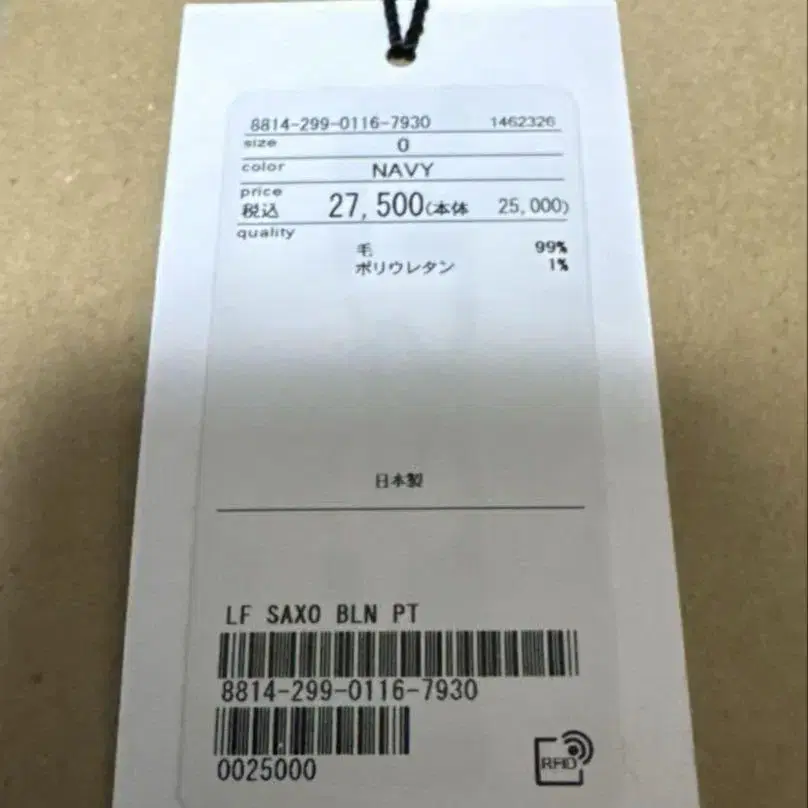 8814-299-0116-7930 1462326
size 0
color NAVY
price
税込 27,500(本体 25,000)
quality
毛 99%
ポリウレタン 1%
日本製
LF SAXO BLN PT
8814-299-0116-7930
0025000
RFID